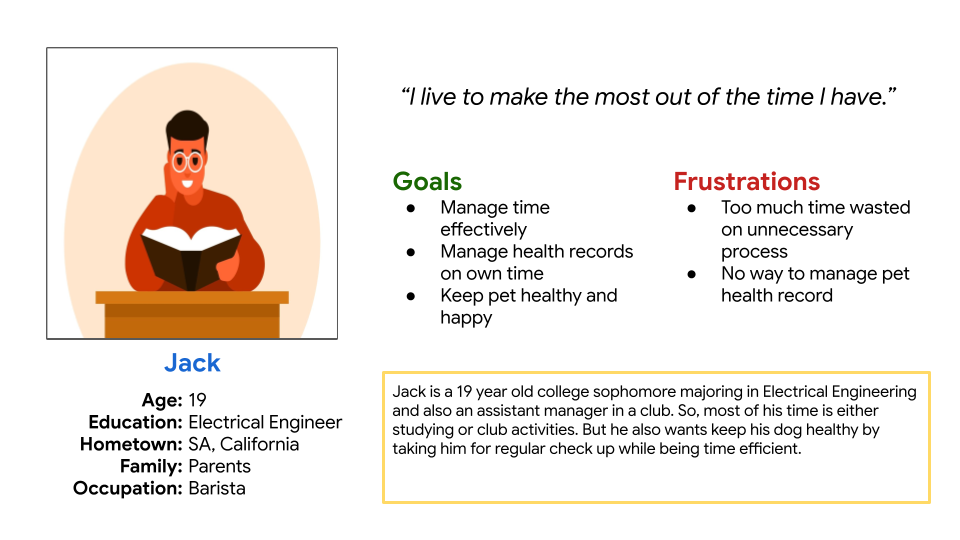 “I live to make the most out of the time I have.”
Goals
● Manage time
effectively
● Manage health records
on own time
● Keep pet healthy and
happy
Frustrations
● Too much time wasted
on unnecessary
process
● No way to manage pet
health record
Jack
Age: 19
Education: Electrical Engineer
Hometown: SA, California
Family: Parents
Occupation: Barista
Jack is a 19 year old college sophomore majoring in Electrical Engineering
and also an assistant manager in a club. So, most of his time is either
studying or club activities. But he also wants keep his dog healthy by
taking him for regular check up while being time efficient.